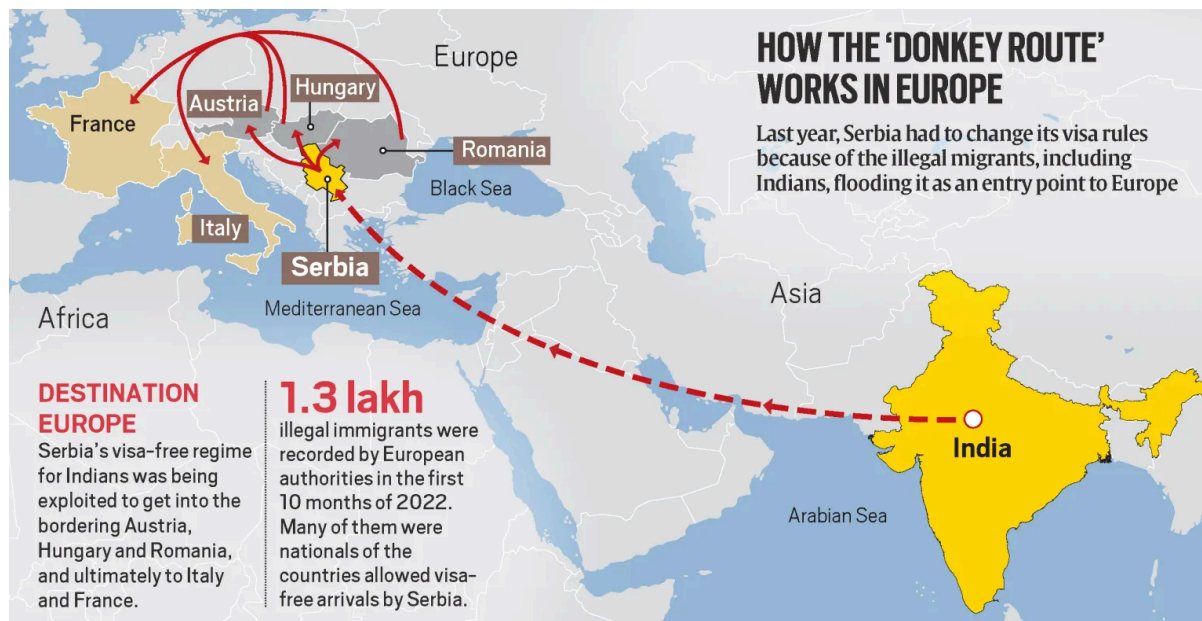 HOW THE ‘DONKEY ROUTE’
WORKS IN EUROPE
Last year, Serbia had to change its visa rules
because of the illegal migrants, including
Indians, flooding it as an entry point to Europe
Europe
Hungary
Austria
France
Romania
Black Sea
Italy
Serbia
Mediterranean Sea
Africa
Asia
India
Arabian Sea
DESTINATION
EUROPE
Serbia’s visa-free regime
for Indians was being
exploited to get into the
bordering Austria,
Hungary and Romania,
and ultimately to Italy
and France.
1.3 lakh
illegal immigrants were
recorded by European
authorities in the first
10 months of 2022.
Many of them were
nationals of the
countries allowed visa-
free arrivals by Serbia.